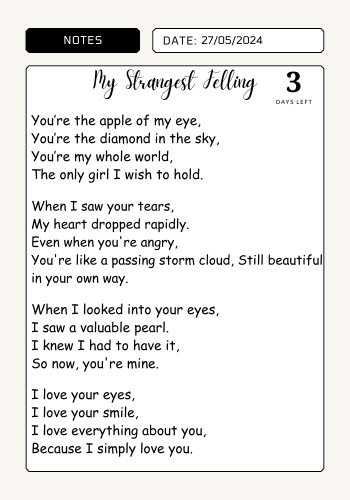 NOTES
DATE: 27/05/2024
My Strangest Felling
3
DAYS LEFT
You're the apple of my eye,
You're the diamond in the sky,
You're my whole world,
The only girl I wish to hold.
When I saw your tears,
My heart dropped rapidly.
Even when you're angry,
You're like a passing storm cloud, Still beautiful
in your own way.
When I looked into your eyes,
I saw a valuable pearl.
I knew I had to have it,
So now, you're mine.
I love your eyes,
I love your smile,
I love everything about you,
Because I simply love you.